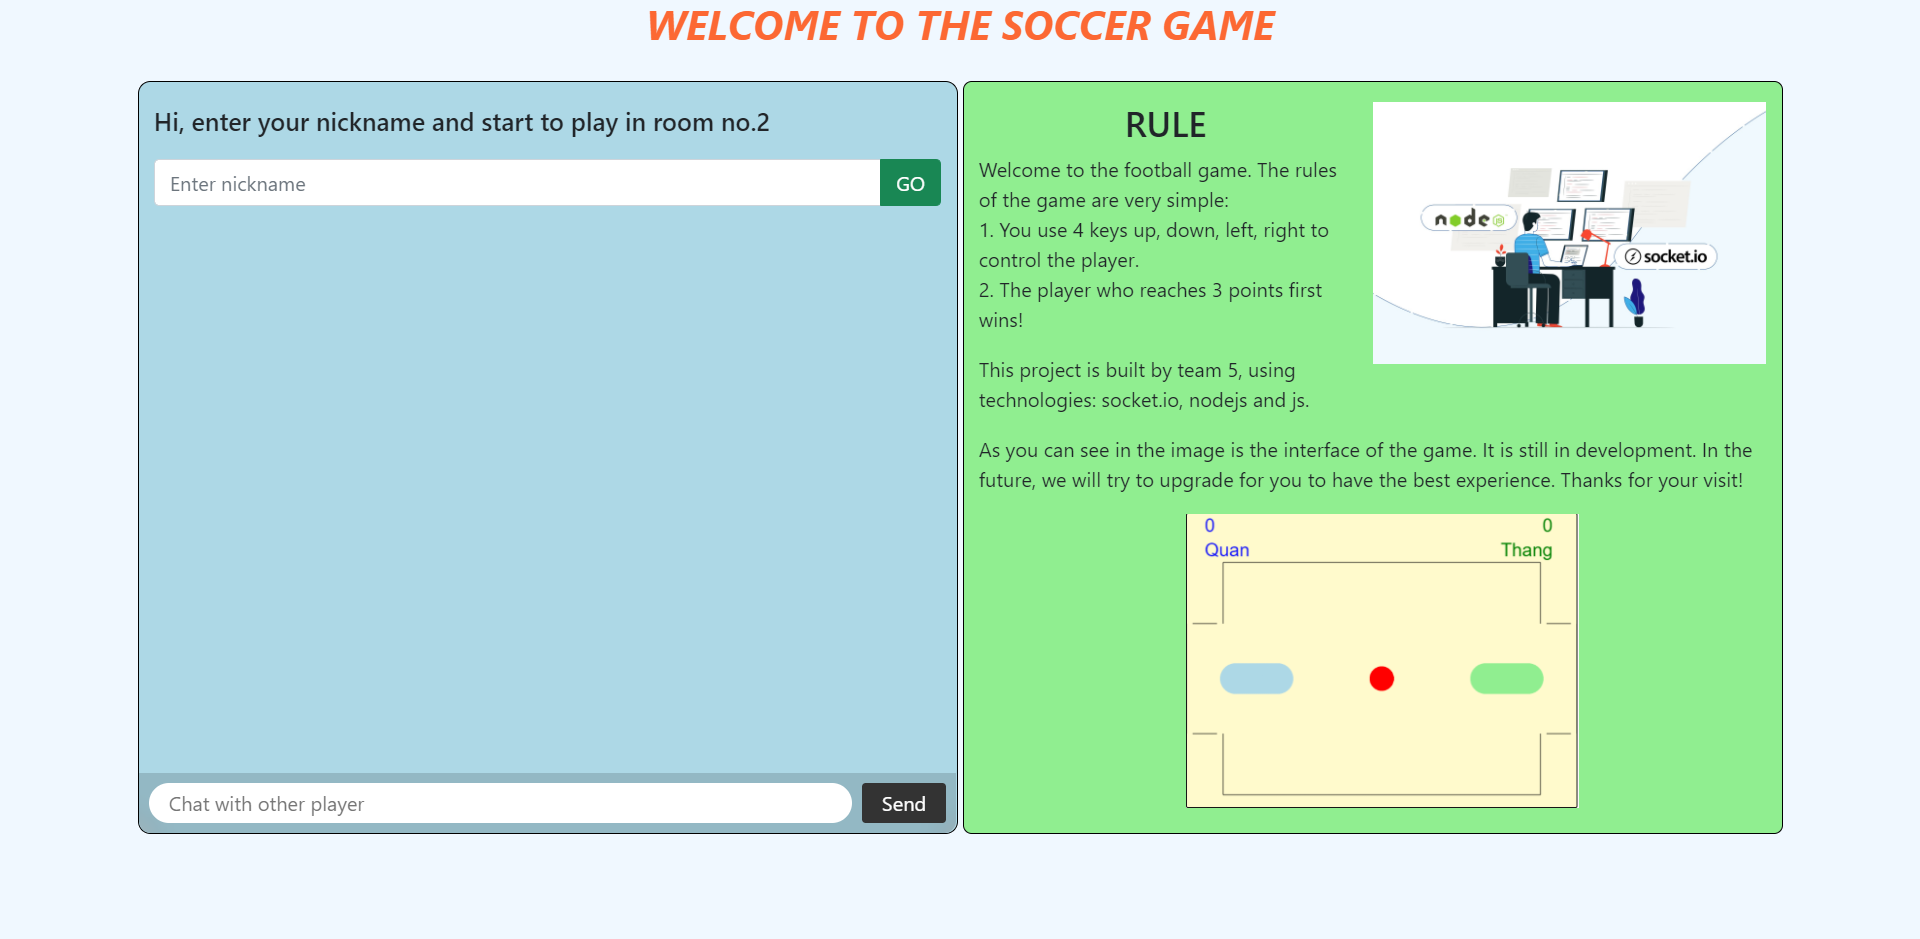 WELCOME TO THE SOCCER GAME
Hi, enter your nickname and start to play in room no.2
Enter nickname
GO
Chat with other player
Send
RULE
Welcome to the football game. The rules
of the game are very simple:
1. You use 4 keys up, down, left, right to
control the player.
2. The player who reaches 3 points first
wins!
This project is built by team 5, using
technologies: socket.io, nodejs and js.
node JS
socket.io
As you can see in the image is the interface of the game. It is still in development. In the
future, we will try to upgrade for you to have the best experience. Thanks for your visit!
0
0
Quan
Thang